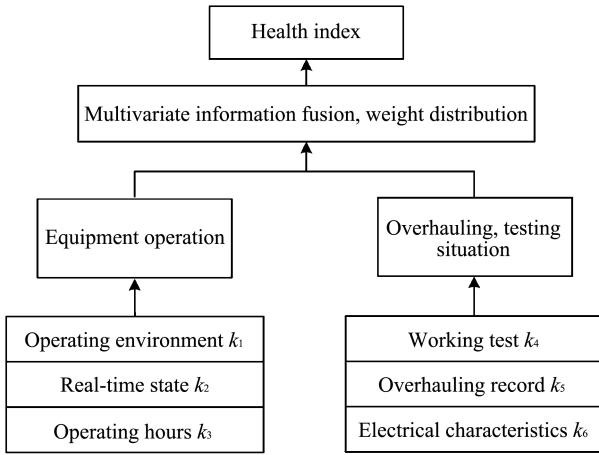 Health index
Multivariate information fusion, weight distribution
Equipment operation
Overhauling, testing
situation
Operating environment k₁
Real-time state k₂
Operating hours k₃
Working test k₄
Overhauling record k₅
Electrical characteristics k₆